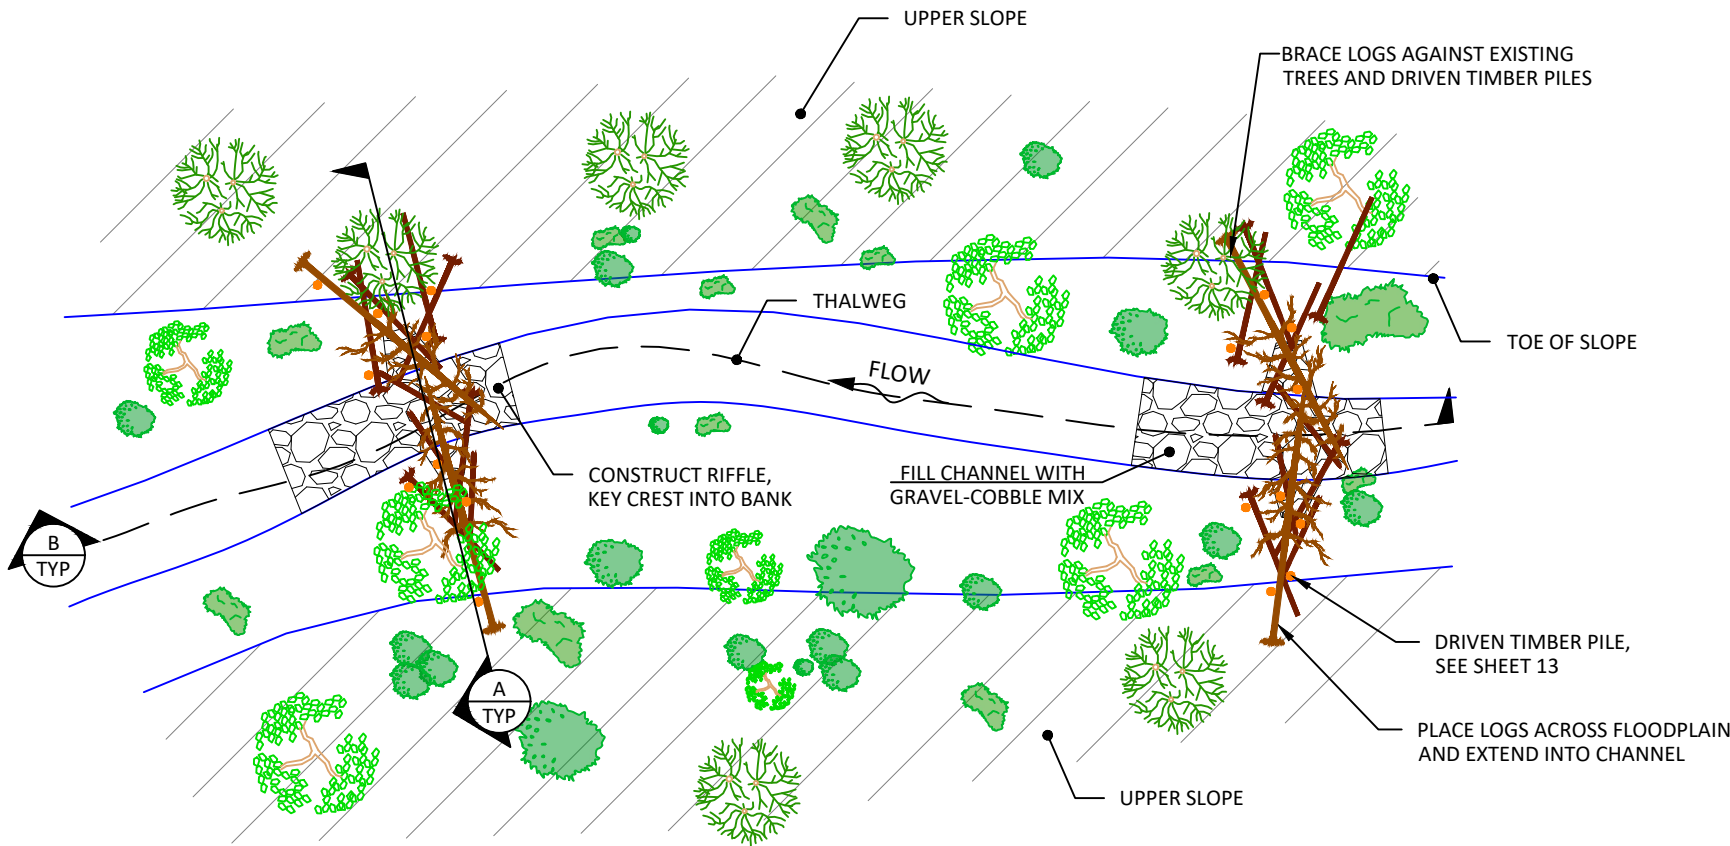 UPPER SLOPE
BRACE LOGS AGAINST EXISTING
TREES AND DRIVEN TIMBER PILES
THALWEG
TOE OF SLOPE
FLOW
CONSTRUCT RIFFLE,
KEY CREST INTO BANK
FILL CHANNEL WITH
GRAVEL-COBBLE MIX
B
TYP
DRIVEN TIMBER PILE,
SEE SHEET 13
A
TYP
PLACE LOGS ACROSS FLOODPLAIN
AND EXTEND INTO CHANNEL
UPPER SLOPE